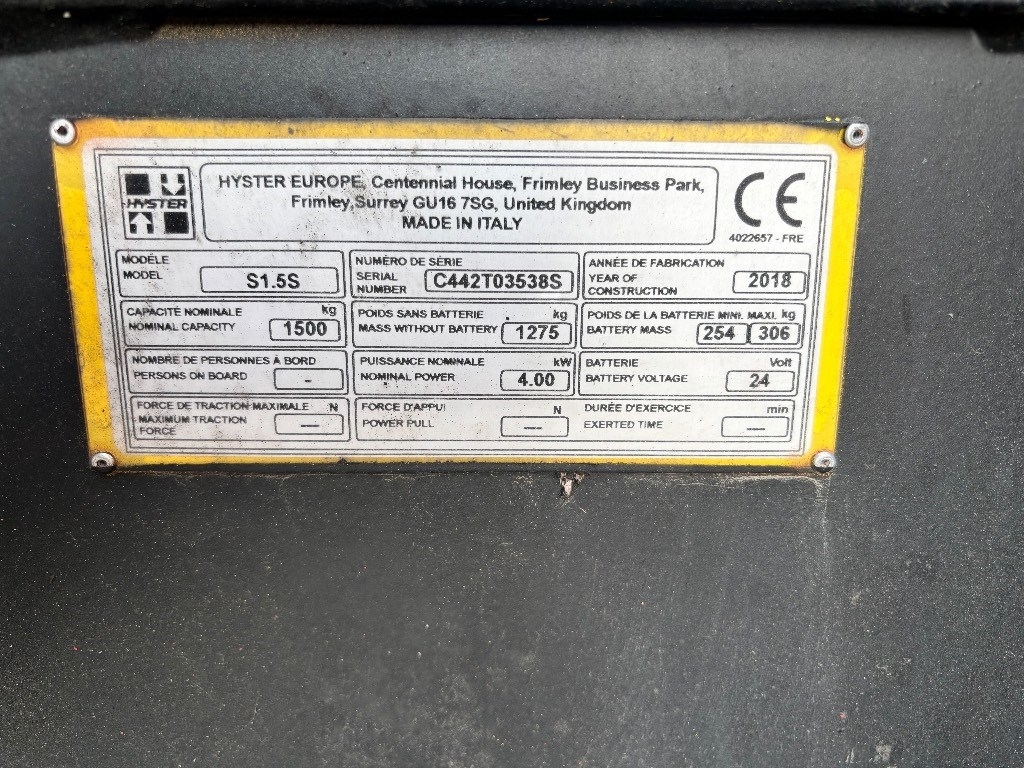 HYSTER
HYSTER EUROPE, Centennial House, Frimley Business Park,
Frimley, Surrey GU16 7SG, United Kingdom
MADE IN ITALY
CE
4022657 - FRE
MODÈLE
MODEL
S1.5S
NUMÉRO DE SÉRIE
SERIAL
NUMBER
C442T03538S
ANNÉE DE FABRICATION
YEAR OF
CONSTRUCTION
2018
CAPACITÉ NOMINALE kg
NOMINAL CAPACITY 1500
POIDS SANS BATTERIE kg
MASS WITHOUT BATTERY 1275
POIDS DE LA BATTERIE MINI. MAXI. kg
BATTERY MASS 254 306
NOMBRE DE PERSONNES À BORD
PERSONS ON BOARD -
PUISSANCE NOMINALE kW
NOMINAL POWER 4.00
BATTERIE Volt
BATTERY VOLTAGE 24
FORCE DE TRACTION MAXIMALE N
MAXIMUM TRACTION
FORCE ---
FORCE D'APPUI N
POWER PULL ---
DURÉE D'EXERCICE min
EXERTED TIME ---